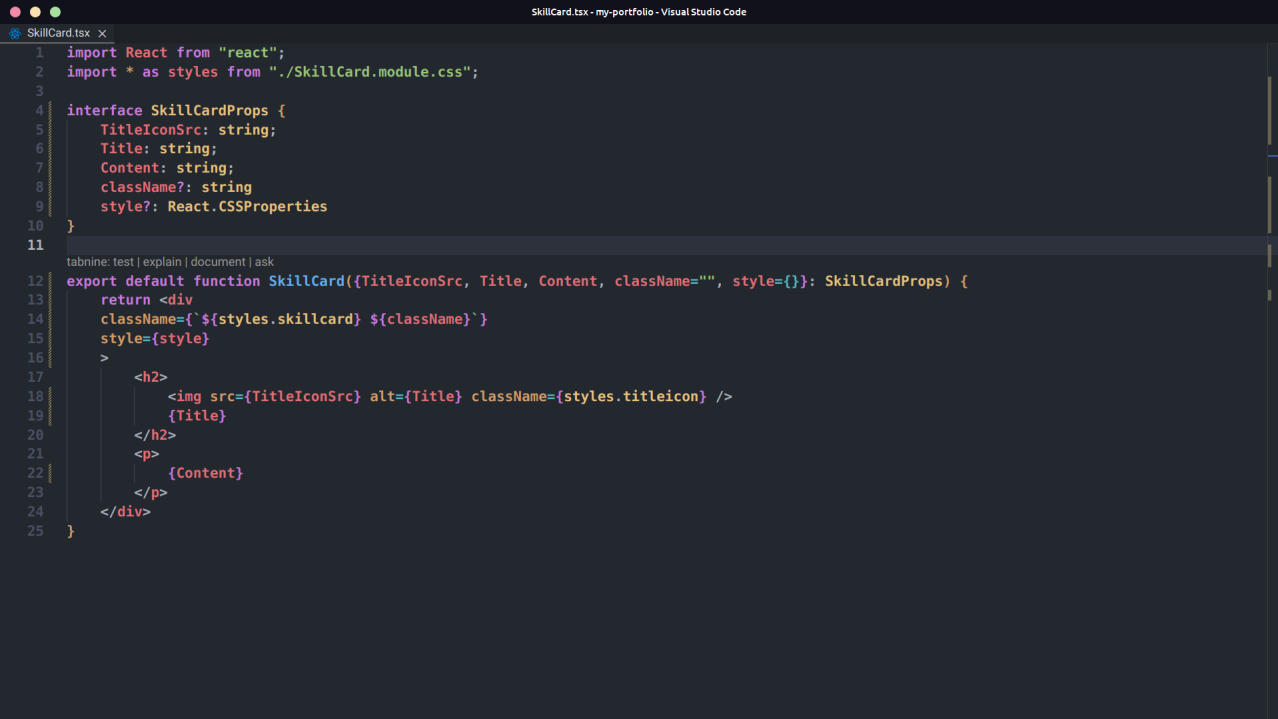 SkillCard.tsx - my-portfolio - Visual Studio Code
SkillCard.tsx
1 import React from "react";
2 import * as styles from "./SkillCard.module.css";
3
4 interface SkillCardProps {
5 TitleIconSrc: string;
6 Title: string;
7 Content: string;
8 className?: string
9 style?: React.CSSProperties
10 }
11
tabnine: test | explain | document | ask
12 export default function SkillCard({TitleIconSrc, Title, Content, className="", style={}}: SkillCardProps) {
13 return <div
14 className={`${styles.skillcard} ${className}`}
15 style={style}
16 >
17 <h2>
18 <img src={TitleIconSrc} alt={Title} className={styles.titleicon} />
19 {Title}
20 </h2>
21 <p>
22 {Content}
23 </p>
24 </div>
25 }